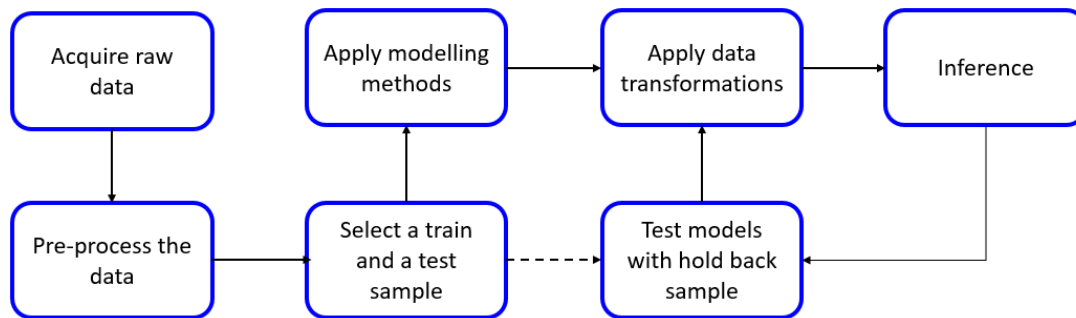 Acquire raw
data
Apply modelling
methods
Apply data
transformations
Inference
Pre-process the
data
Select a train
and a test
sample
Test models
with hold back
sample